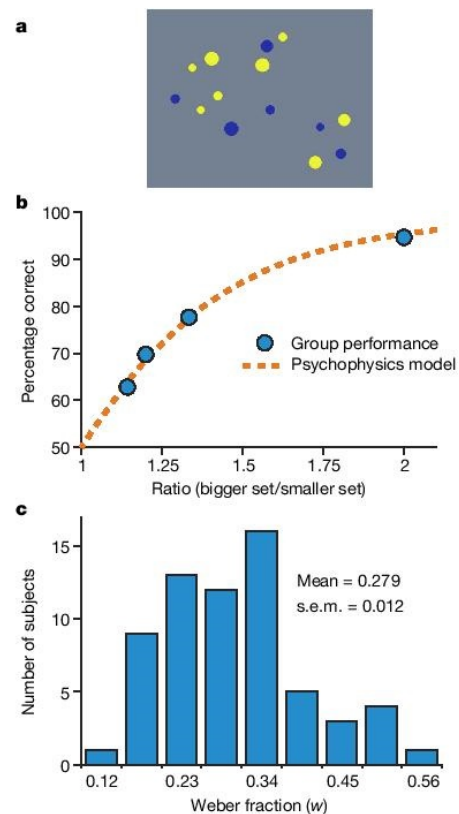 a
b
100
90
80
70
60
50
Percentage correct
Group performance
Psychophysics model
1
1.25
1.5
1.75
2
Ratio (bigger set/smaller set)
c
15
10
5
0
Number of subjects
Mean = 0.279
s.e.m. = 0.012
0.12
0.23
0.34
0.45
0.56
Weber fraction (w)